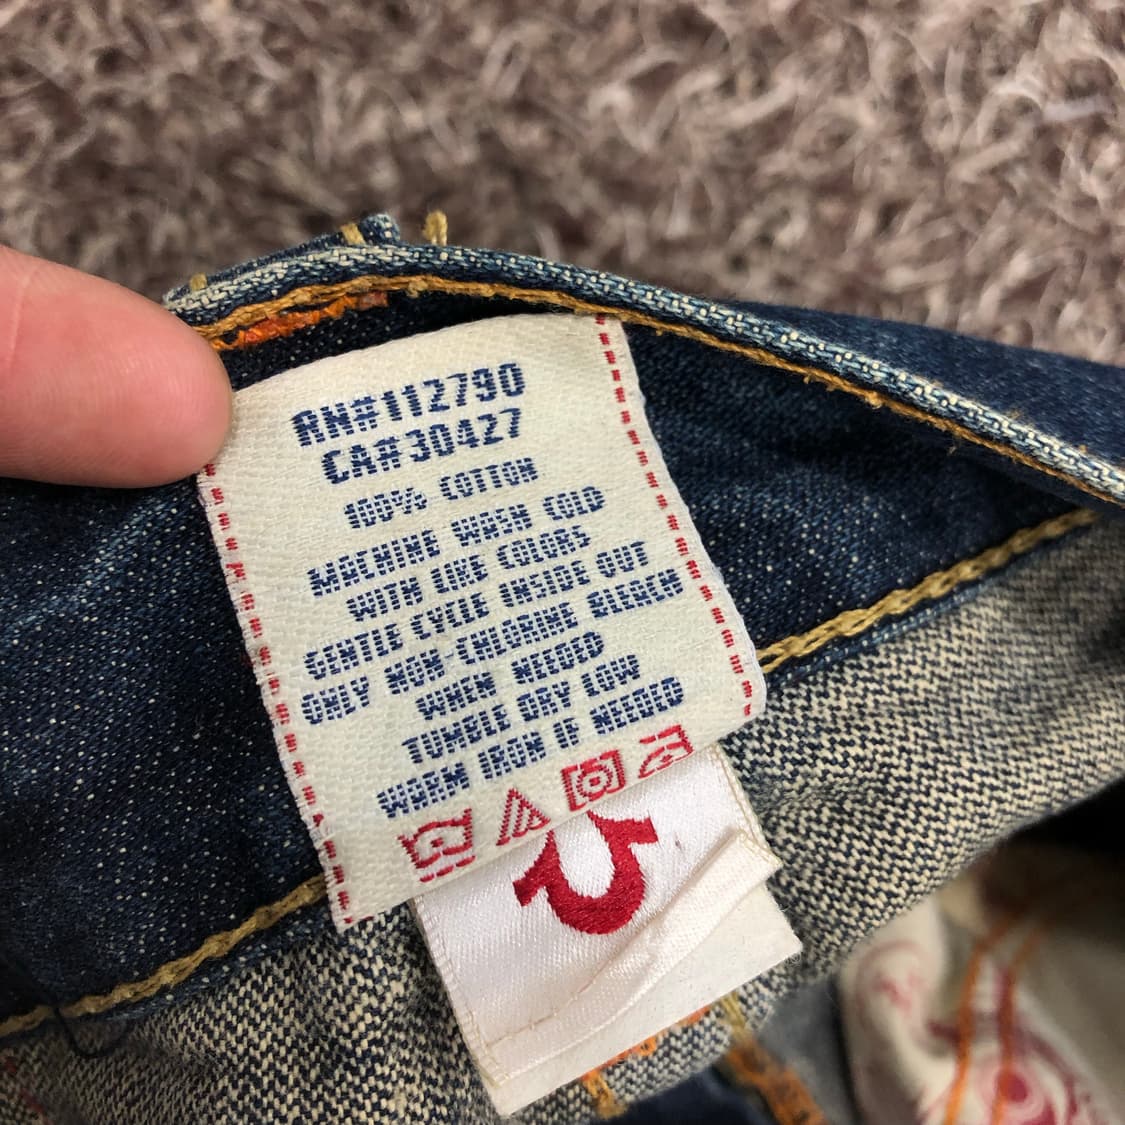 RN#112790
CA#30427
100% COTTON
MACHINE WASH COLD
WITH LIKE COLORS
GENTLE CYCLE INSIDE OUT
ONLY NON-CHLORINE BLEACH
WHEN NEEDED
TUMBLE DRY LOW
WARM IRON IF NEEDED